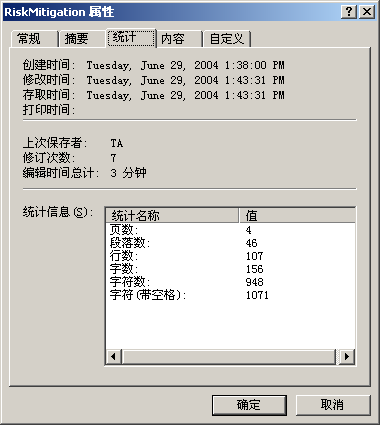 RiskMitigation 属性
常规 摘要 统计 内容 自定义
创建时间: Tuesday, June 29, 2004 1:38:00 PM
修改时间: Tuesday, June 29, 2004 1:43:31 PM
存取时间: Tuesday, June 29, 2004 1:43:31 PM
打印时间:
上次保存者: TA
修订次数: 7
编辑时间总计: 3 分钟
统计信息(S):
统计名称 值
页数: 4
段落数: 46
行数: 107
字数: 156
字符数: 948
字符(带空格): 1071
确定 取消